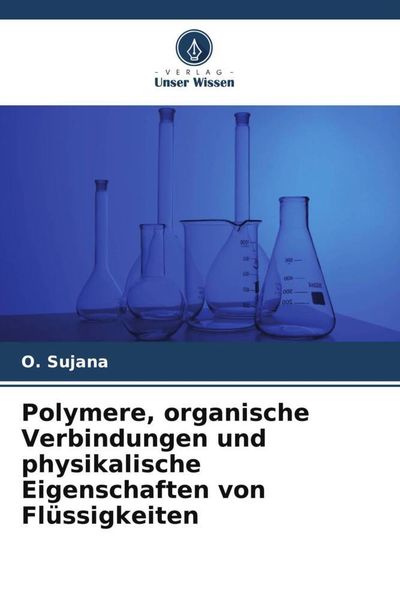 - VERLAG -
Unser Wissen
O. Sujana
Polymere, organische
Verbindungen und
physikalische
Eigenschaften von
Flüssigkeiten